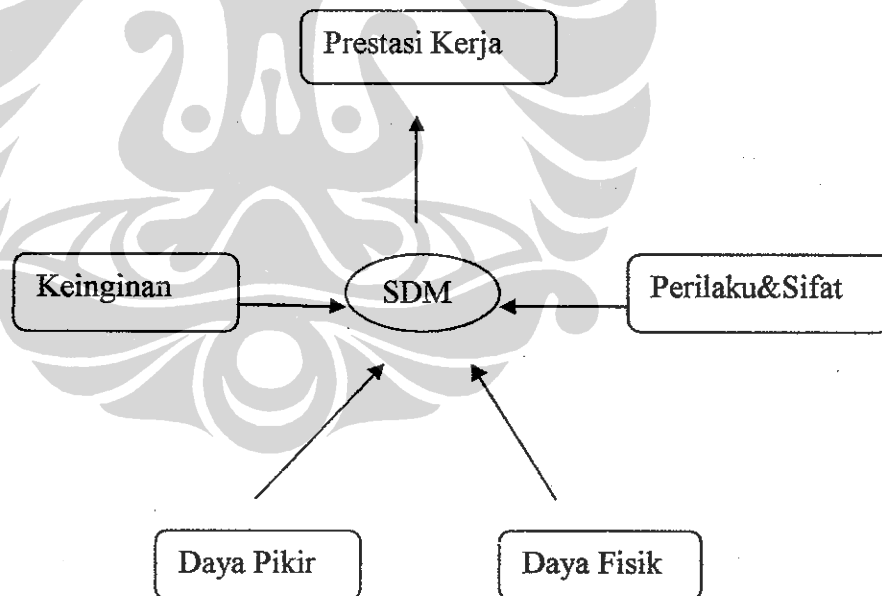 Prestasi Kerja
Keinginan
SDM
Perilaku&Sifat
Daya Pikir
Daya Fisik